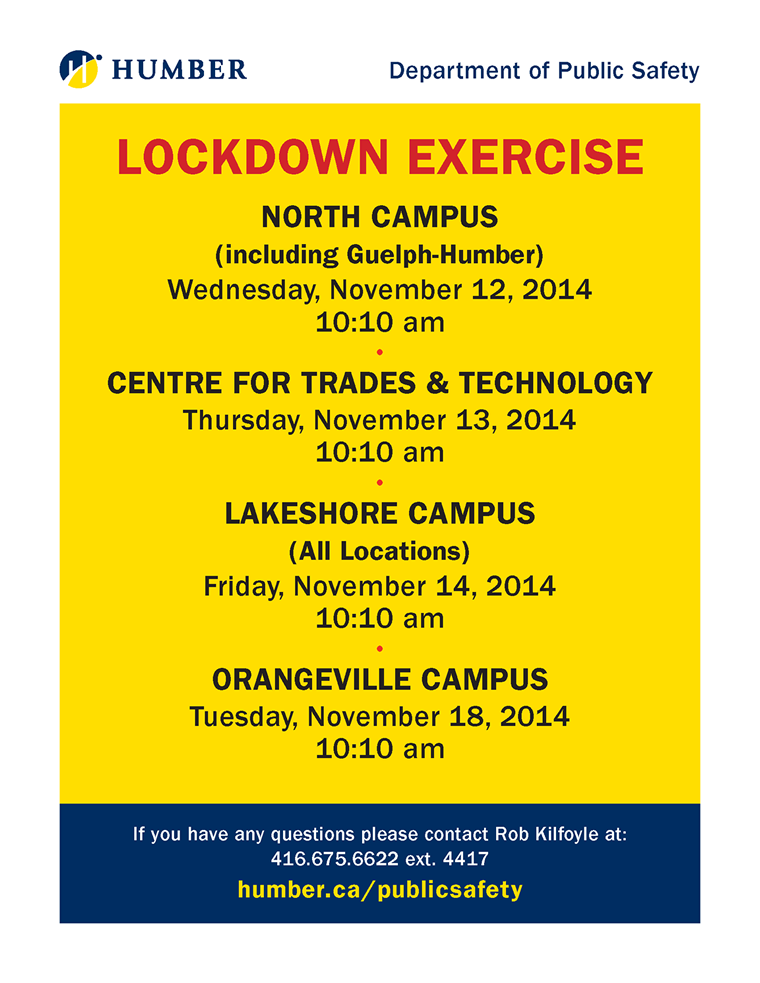 HUMBER
Department of Public Safety
LOCKDOWN EXERCISE
NORTH CAMPUS
(including Guelph-Humber)
Wednesday, November 12, 2014
10:10 am
•
CENTRE FOR TRADES & TECHNOLOGY
Thursday, November 13, 2014
10:10 am
•
LAKESHORE CAMPUS
(All Locations)
Friday, November 14, 2014
10:10 am
•
ORANGEVILLE CAMPUS
Tuesday, November 18, 2014
10:10 am
If you have any questions please contact Rob Kilfoyle at:
416.675.6622 ext. 4417
humber.ca/publicsafety